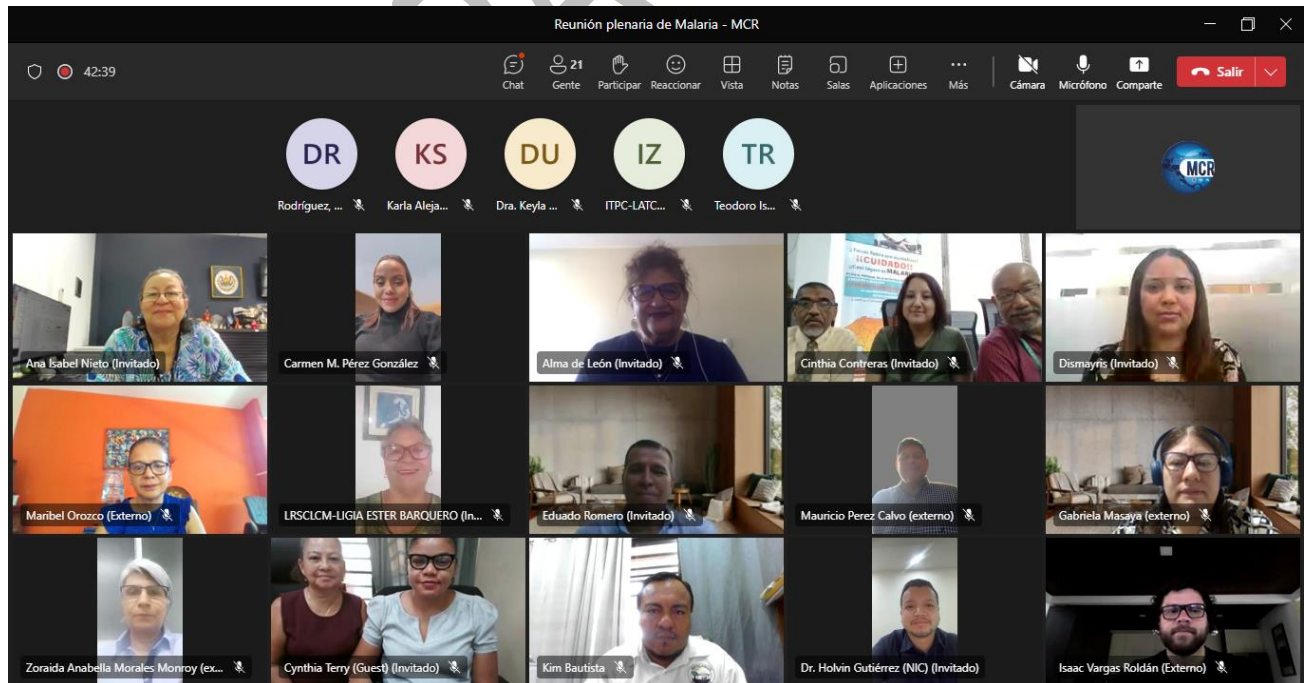 Reunión plenaria de Malaria - MCR
42:39
Chat
21
Gente
Participar
Reaccionar
Vista
Notas
Salas
Aplicaciones
Más
Cámara
Micrófono
Comparte
Salir
DR
KS
DU
IZ
TR
MCR
Rodríguez, ...
Karla Aleja...
Dra. Keyla ...
ITPC-LATC...
Teodoro Is...
¡¡CUIDADO!!
MALARIA
Ana Isabel Nieto (Invitado)
Carmen M. Pérez González
Alma de León (Invitado)
Cinthia Contreras (Invitado)
Dismayris (Invitado)
Maribel Orozco (Externo)
LRSCLCM-LIGIA ESTER BARQUERO (In...
Eduado Romero (Invitado)
Mauricio Perez Calvo (externo)
Gabriela Masaya (externo)
Zoraida Anabella Morales Monroy (ex...
Cynthia Terry (Guest) (Invitado)
Kim Bautista
Dr. Holvin Gutiérrez (NIC) (Invitado)
Isaac Vargas Roldán (Externo)